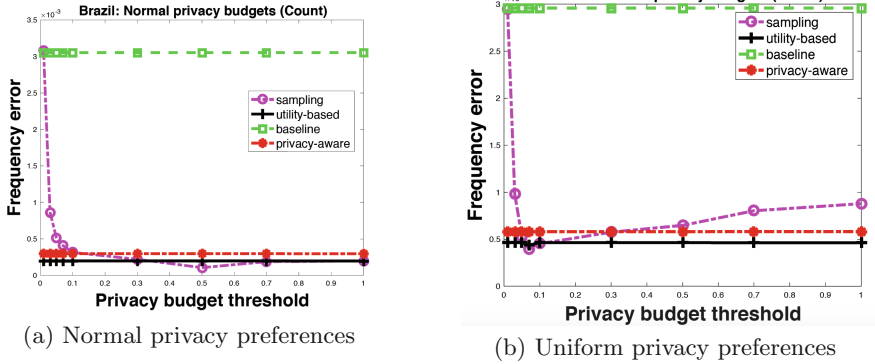 Brazil: Normal privacy budgets (Count)
×10⁻³
3.5
3
2.5
2
1.5
1
0.5
0
Frequency error
sampling
utility-based
baseline
privacy-aware
0 0.1 0.2 0.3 0.4 0.5 0.6 0.7 0.8 0.9 1
Privacy budget threshold
(a) Normal privacy preferences
3
2.5
2
1.5
1
0.5
0
Frequency error
sampling
utility-based
baseline
privacy-aware
0 0.1 0.2 0.3 0.4 0.5 0.6 0.7 0.8 0.9 1
Privacy budget threshold
(b) Uniform privacy preferences